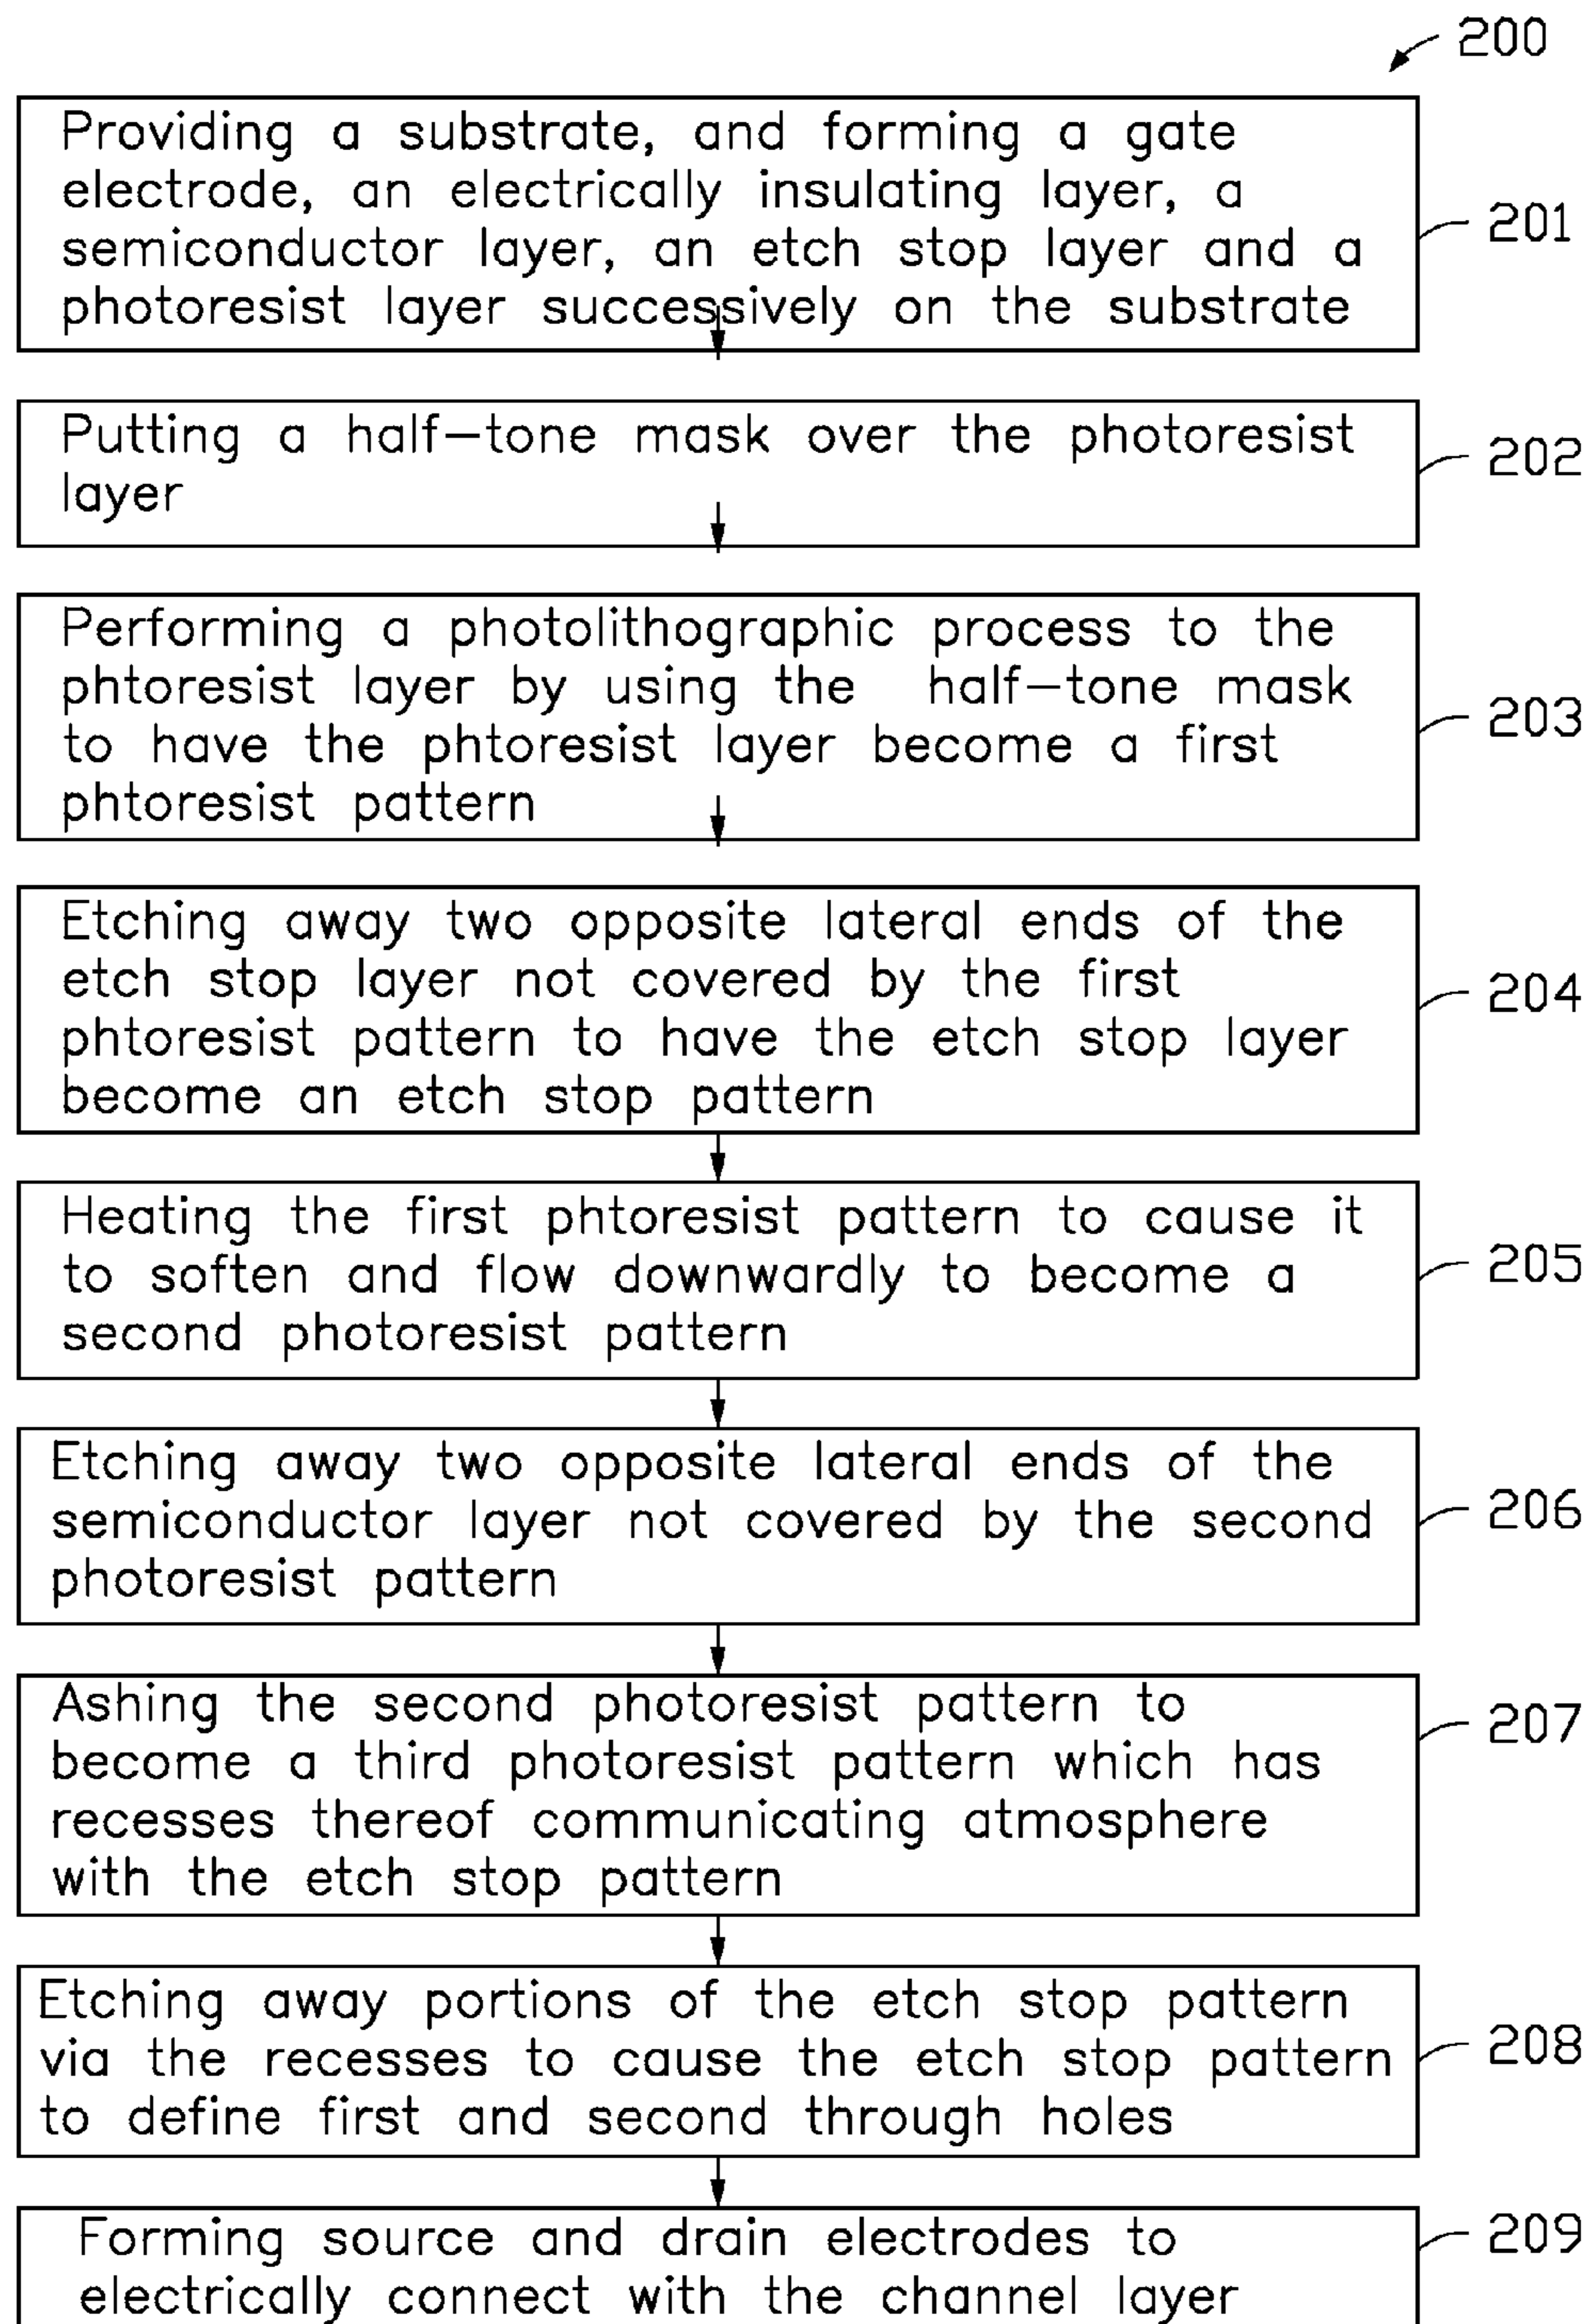 200
Providing a substrate, and forming a gate
electrode, an electrically insulating layer, a
semiconductor layer, an etch stop layer and a
photoresist layer successively on the substrate
201
Putting a half-tone mask over the photoresist
layer
202
Performing a photolithographic process to the
phtoresist layer by using the half-tone mask
to have the phtoresist layer become a first
phtoresist pattern
203
Etching away two opposite lateral ends of the
etch stop layer not covered by the first
phtoresist pattern to have the etch stop layer
become an etch stop pattern
204
Heating the first phtoresist pattern to cause it
to soften and flow downwardly to become a
second photoresist pattern
205
Etching away two opposite lateral ends of the
semiconductor layer not covered by the second
photoresist pattern
206
Ashing the second photoresist pattern to
become a third photoresist pattern which has
recesses thereof communicating atmosphere
with the etch stop pattern
207
Etching away portions of the etch stop pattern
via the recesses to cause the etch stop pattern
to define first and second through holes
208
Forming source and drain electrodes to
electrically connect with the channel layer
209